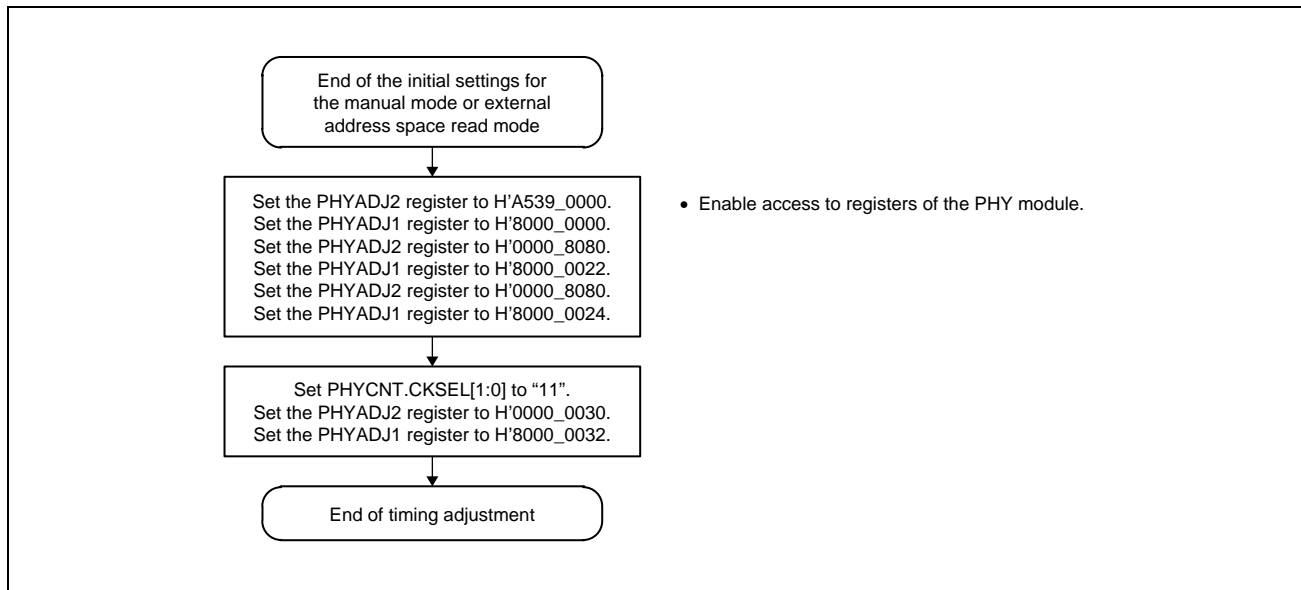 End of the initial settings for
the manual mode or external
address space read mode
Set the PHYADJ2 register to H'A539_0000.
Set the PHYADJ1 register to H'8000_0000.
Set the PHYADJ2 register to H'0000_8080.
Set the PHYADJ1 register to H'8000_0022.
Set the PHYADJ2 register to H'0000_8080.
Set the PHYADJ1 register to H'8000_0024.
• Enable access to registers of the PHY module.
Set PHYCNT.CKSEL[1:0] to “11”.
Set the PHYADJ2 register to H'0000_0030.
Set the PHYADJ1 register to H'8000_0032.
End of timing adjustment